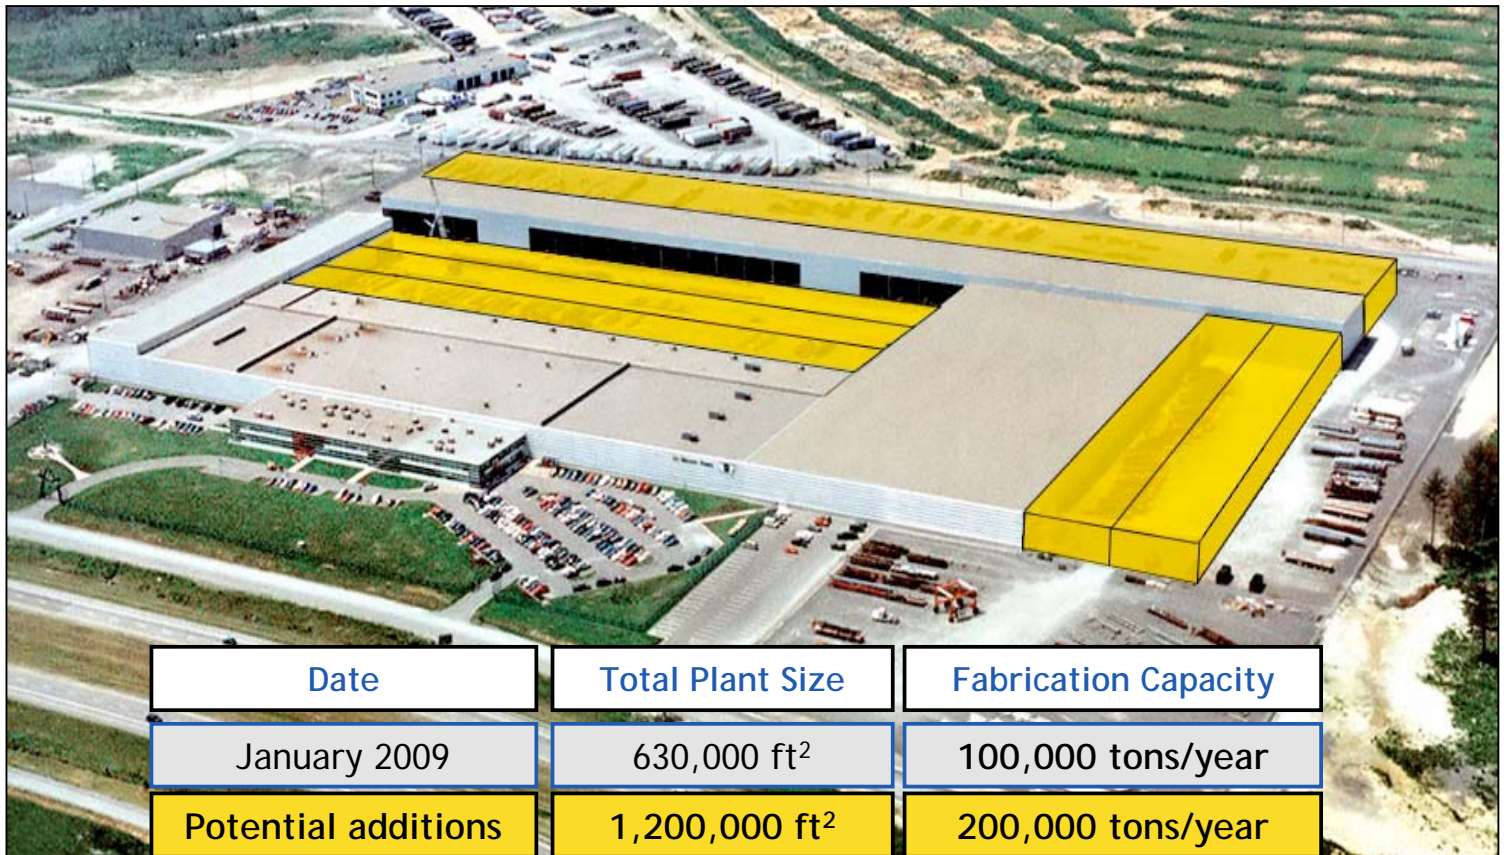 Date Total Plant Size Fabrication Capacity
January 2009 630,000 ft² 100,000 tons/year
Potential additions 1,200,000 ft² 200,000 tons/year